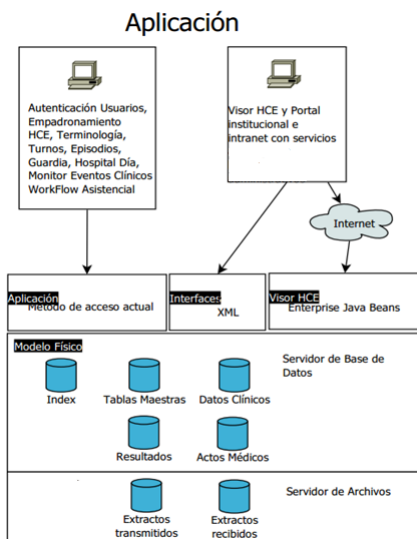 Aplicación
Autenticación Usuarios,
Empadronamiento
HCE, Terminología,
Turnos, Episodios,
Guardia, Hospital Día,
Monitor Eventos Clínicos
WorkFlow Asistencial
Visor HCE y Portal
institucional e
intranet con servicios
Internet
Aplicación
Metodo de acceso actual
Interfaces
XML
Visor HCE
Enterprise Java Beans
Modelo Físico
Servidor de Base de
Datos
Index
Tablas Maestras
Datos Clínicos
Resultados
Actos Médicos
Servidor de Archivos
Extractos
transmitidos
Extractos
recibidos